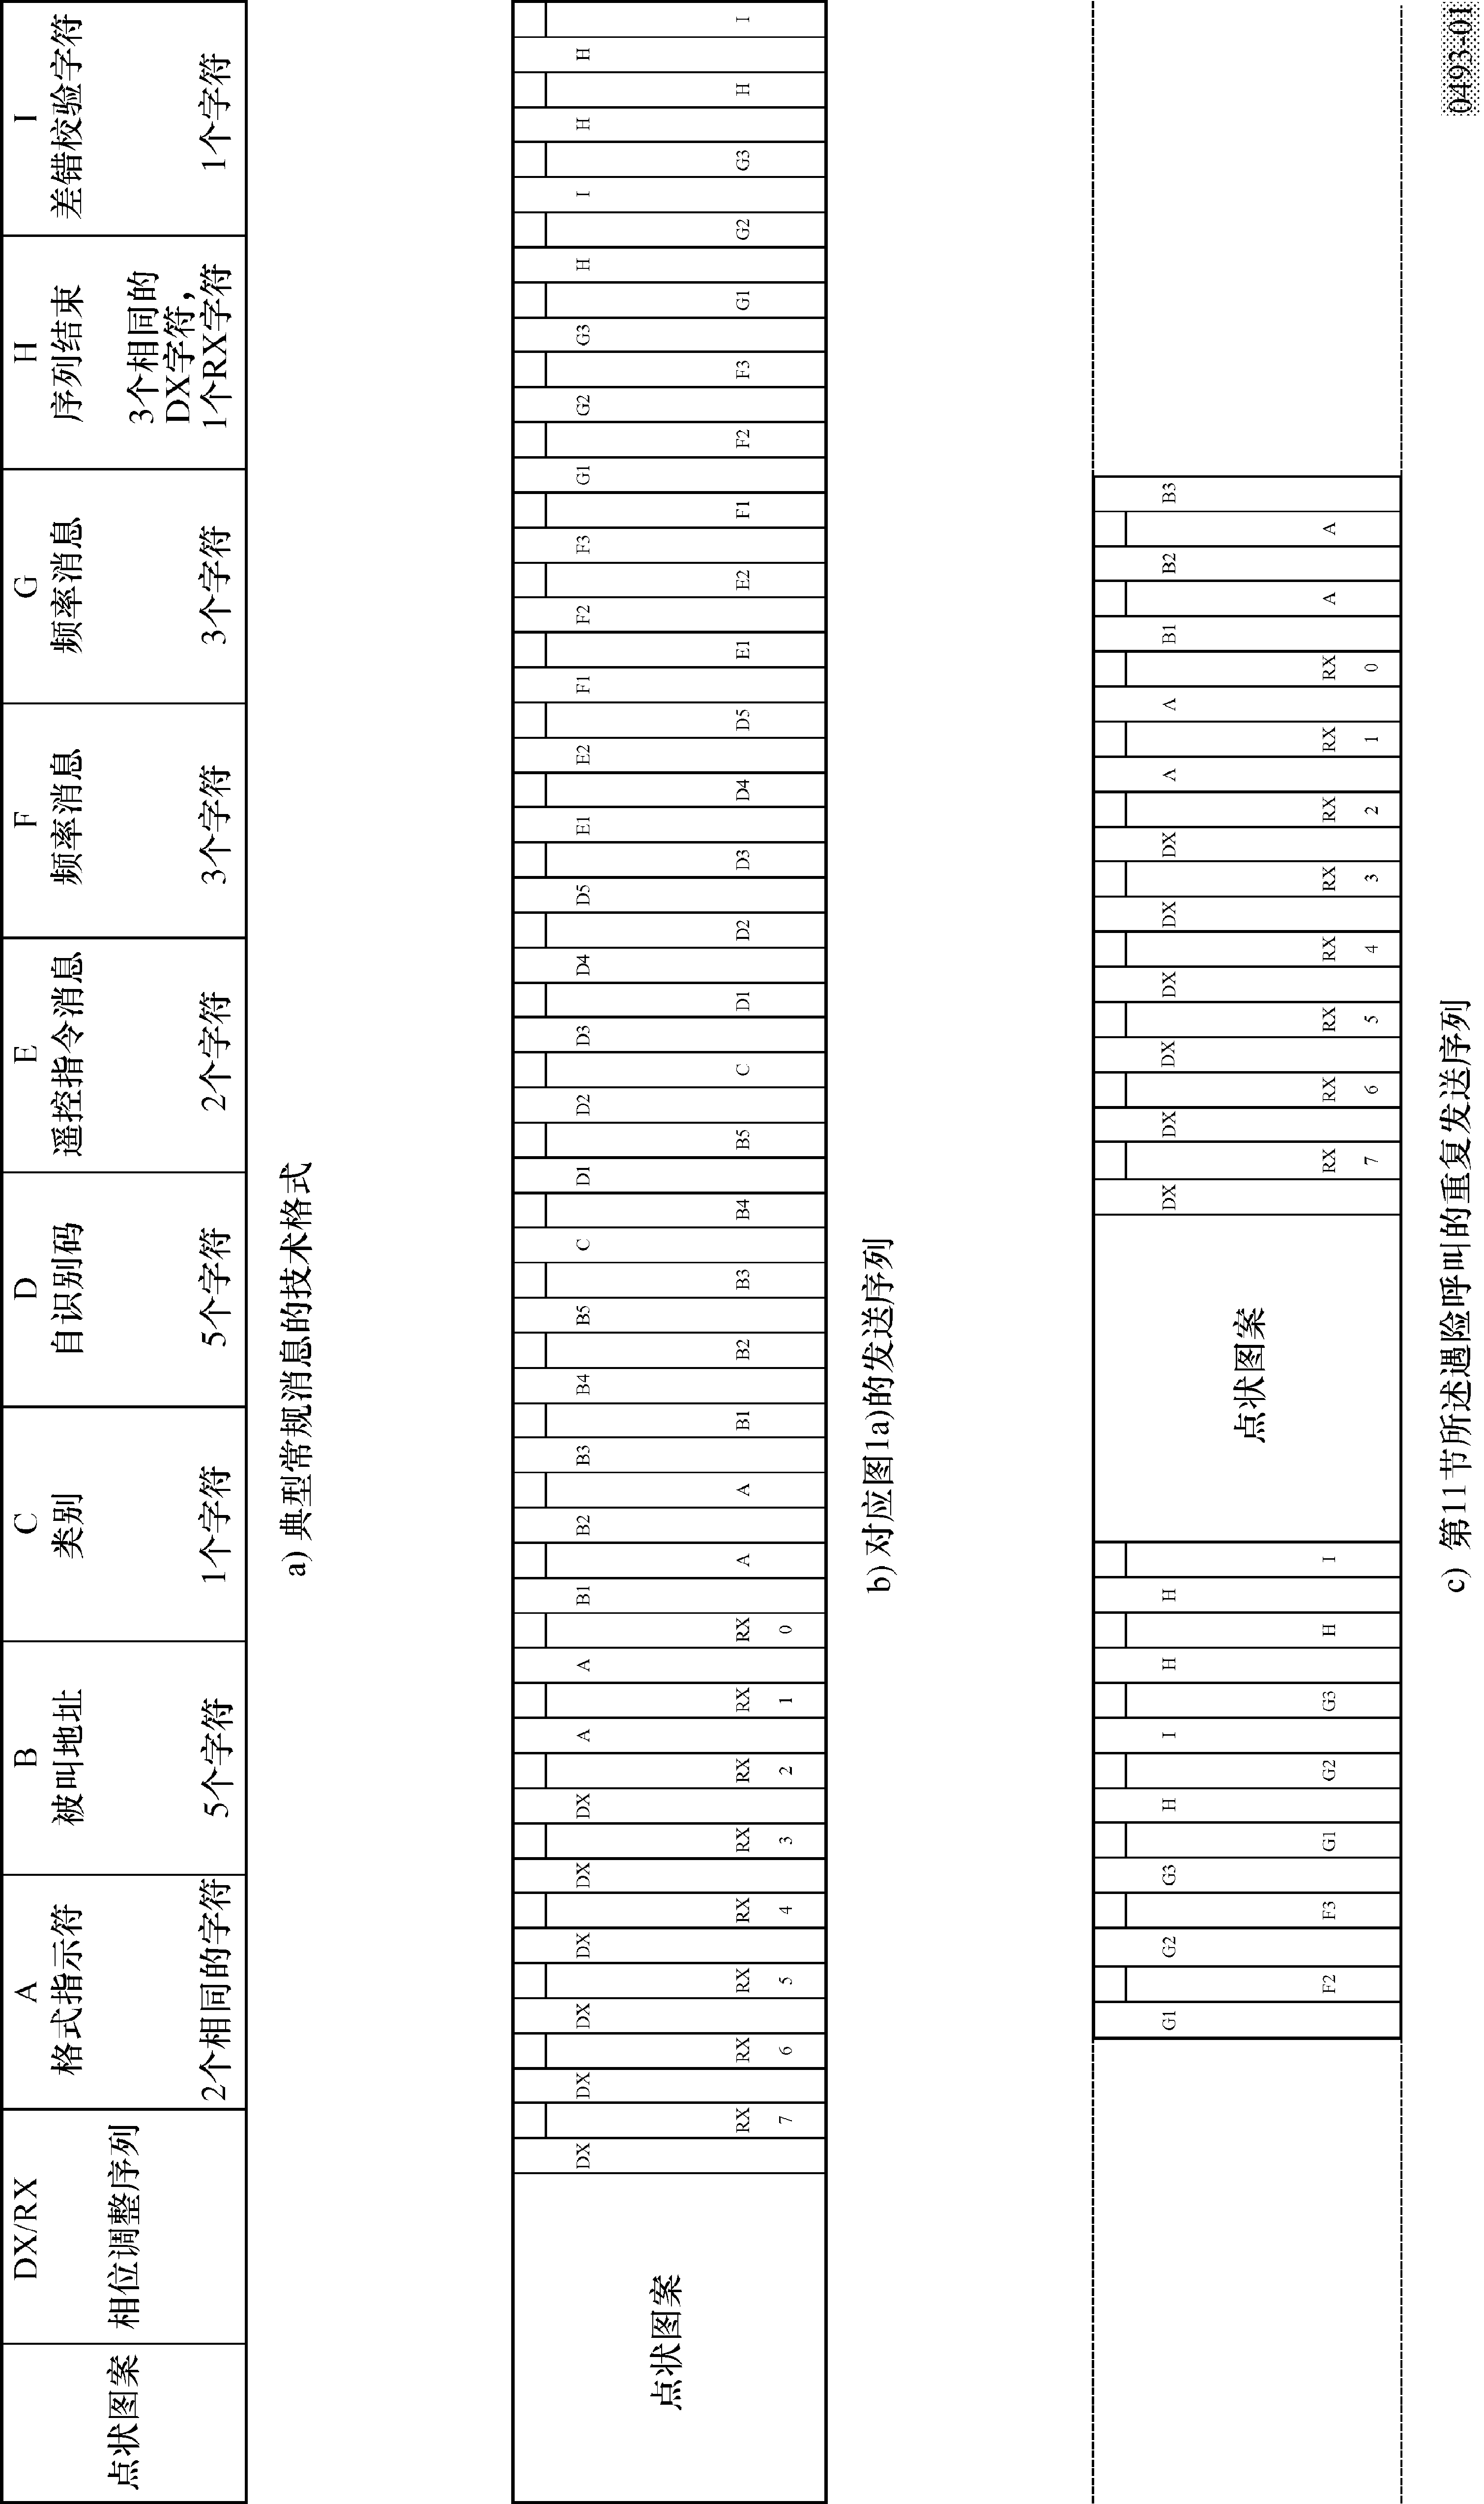 DX/RX A B C D E F G H I
格式指示符 被叫地址 类别 自识别码 遥控指令消息 频率消息 频率消息 序列结束 差错校验字符
点状图案 相位调整序列 3个相同的
DX字符，
2个相同的字符 5个字符 1个字符 5个字符 2个字符 3个字符 3个字符 1个RX字符 1个字符
a) 典型常规消息的技术格式
DX DX DX DX DX DX A A B1 B2 B3 B4 B5 C D1 D2 D3 D4 D5 E1 E2 F1 F2 F3 G1 G2 G3 H I H H
点状图案
RX RX RX RX RX RX RX RX A A B1 B2 B3 B4 B5 C D1 D2 D3 D4 D5 E1 E2 F1 F2 F3 G1 G2 G3 H I
7 6 5 4 3 2 1 0
b) 对应图1a)的发送序列
G1 G2 G3 H I H H DX DX DX DX DX DX A A B1 B2 B3
点状图案
F2 F3 G1 G2 G3 H I RX RX RX RX RX RX RX RX A A
7 6 5 4 3 2 1 0
c) 第11节所述遇险呼叫的重复发送序列
0493-01